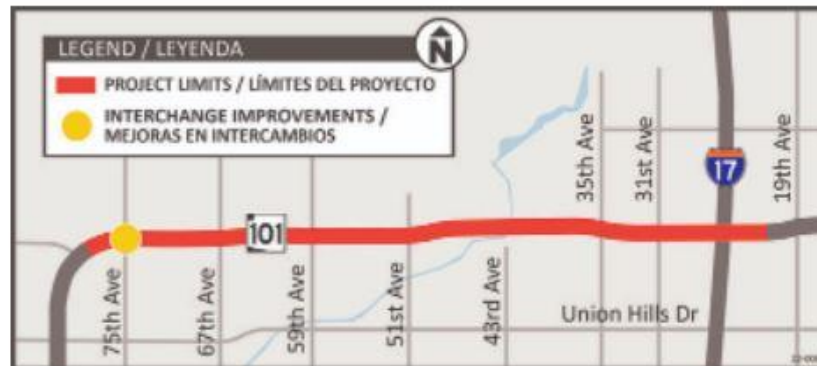 LEGEND / LEYENDA
N
PROJECT LIMITS / LÍMITES DEL PROYECTO
INTERCHANGE IMPROVEMENTS /
MEJORAS EN INTERCAMBIOS
35th Ave
31st Ave
17
19th Ave
101
75th Ave
67th Ave
59th Ave
51st Ave
43rd Ave
Union Hills Dr